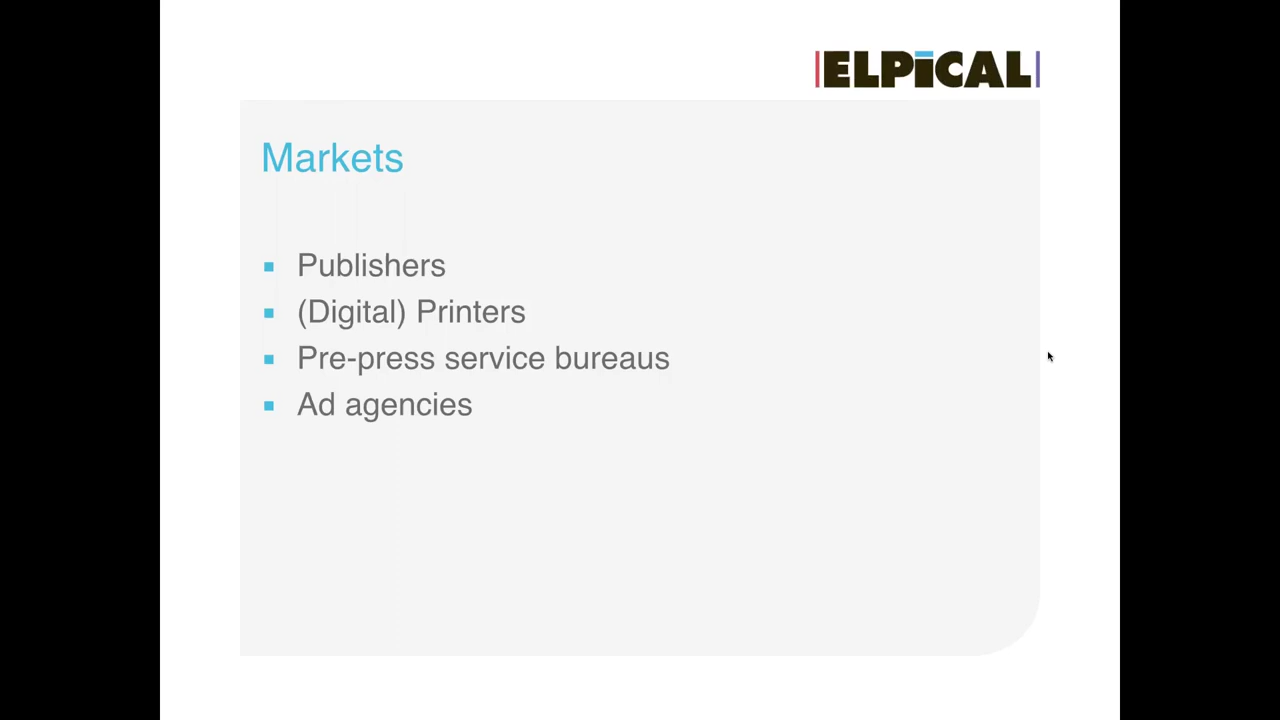 ELPiCAL
Markets
Publishers
(Digital) Printers
Pre-press service bureaus
Ad agencies